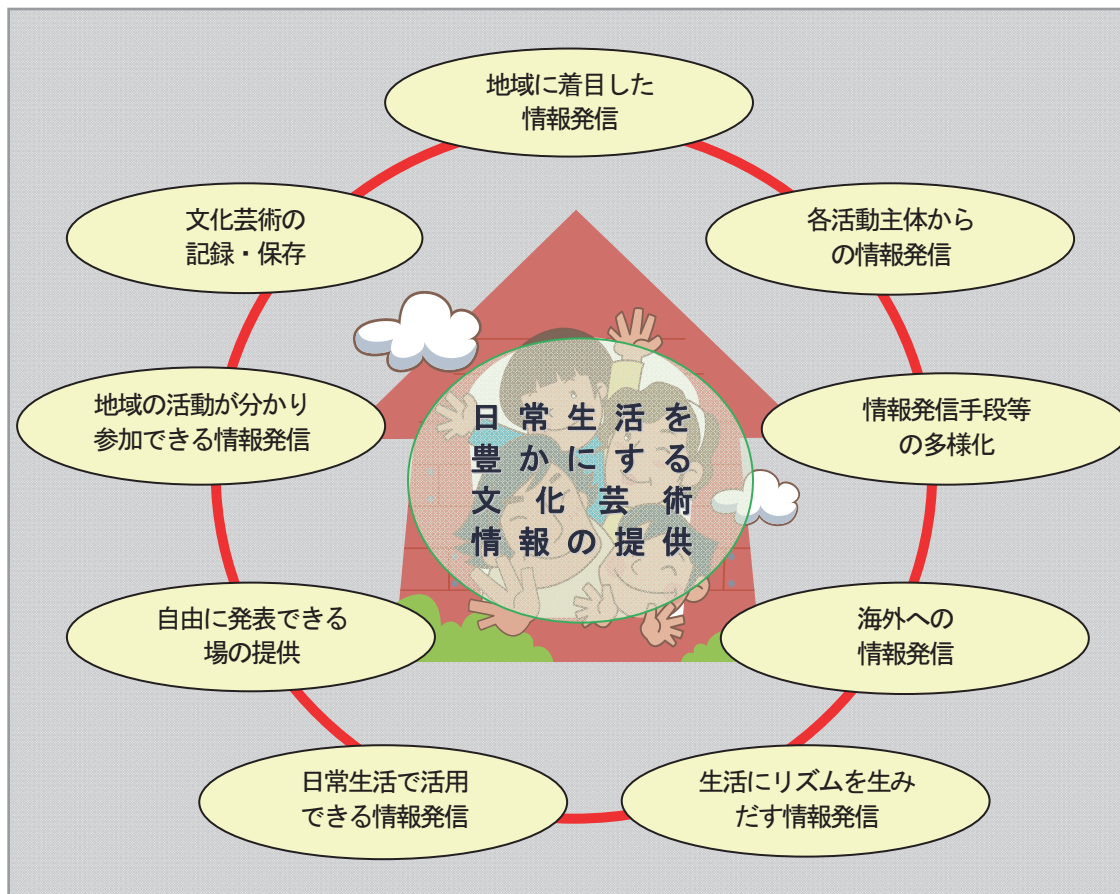 地域に着目した
情報発信
文化芸術の
記録・保存
各活動主体から
の情報発信
地域の活動が分かり
参加できる情報発信
日常生活を
豊かにする
文化芸術
情報の提供
情報発信手段等
の多様化
自由に発表できる
場の提供
海外への
情報発信
日常生活で活用
できる情報発信
生活にリズムを生み
だす情報発信